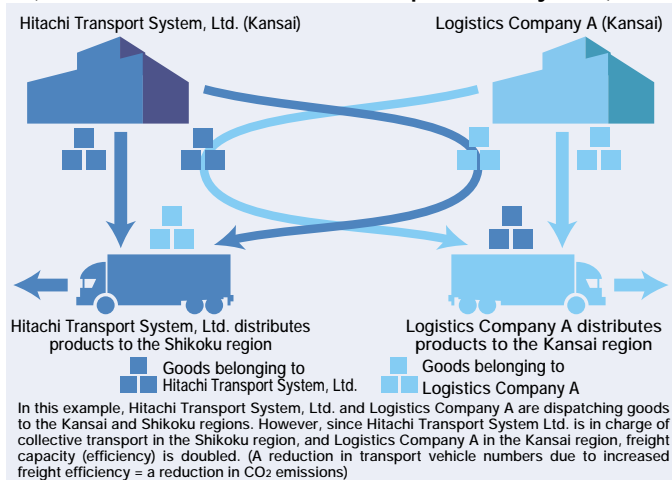 Hitachi Transport System, Ltd. (Kansai)
Logistics Company A (Kansai)
Hitachi Transport System, Ltd. distributes
products to the Shikoku region
Logistics Company A distributes
products to the Kansai region
Goods belonging to
Hitachi Transport System, Ltd.
Goods belonging to
Logistics Company A
In this example, Hitachi Transport System, Ltd. and Logistics Company A are dispatching goods
to the Kansai and Shikoku regions. However, since Hitachi Transport System Ltd. is in charge of
collective transport in the Shikoku region, and Logistics Company A in the Kansai region, freight
capacity (efficiency) is doubled. (A reduction in transport vehicle numbers due to increased
freight efficiency = a reduction in CO2 emissions)